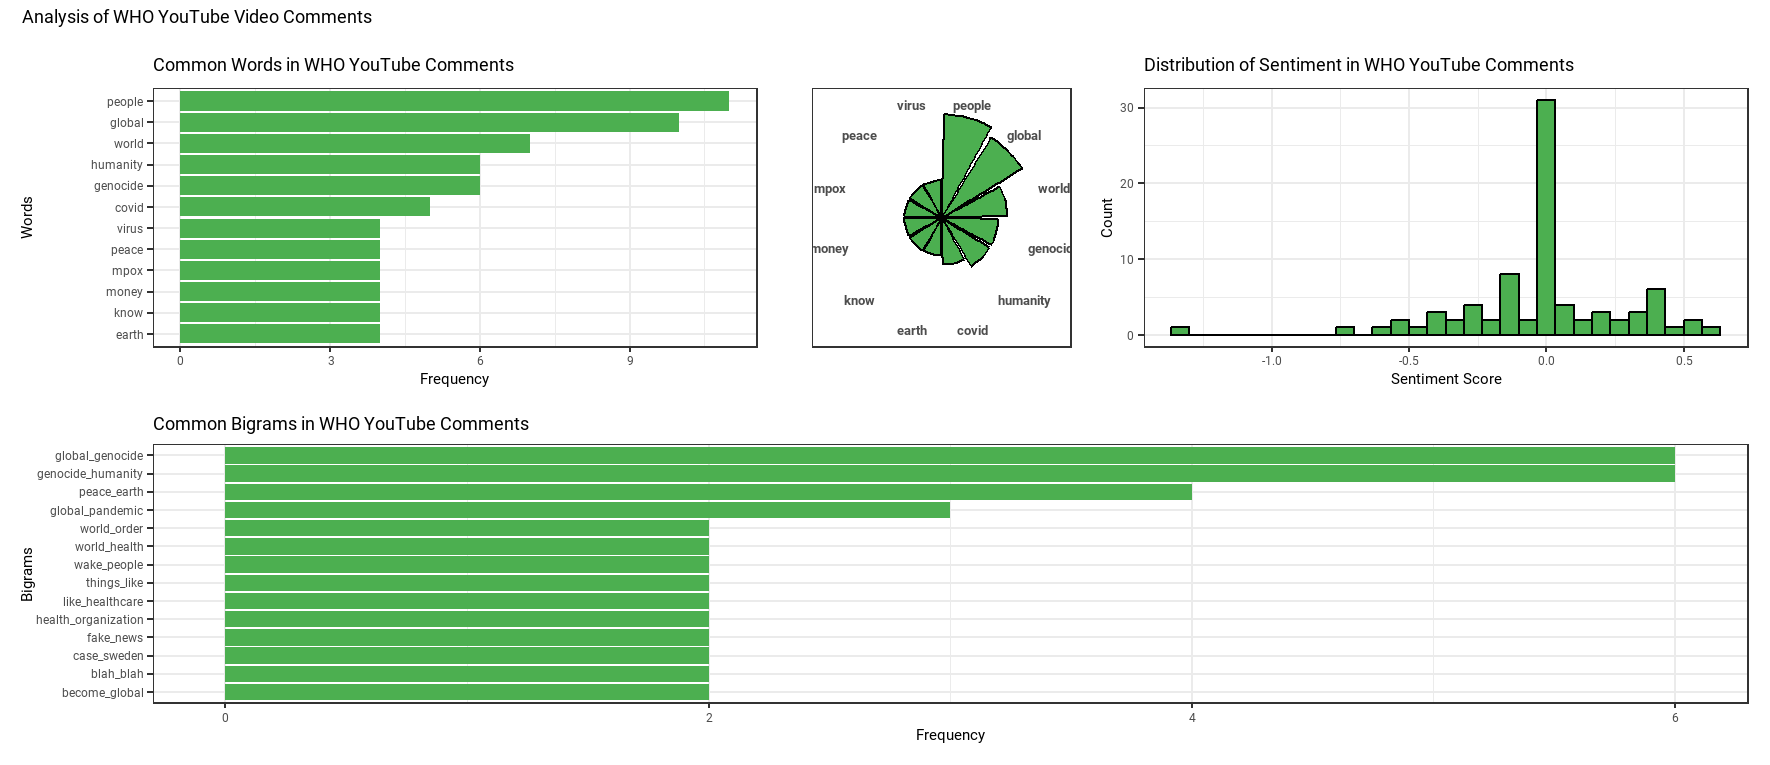 Analysis of WHO YouTube Video Comments
Common Words in WHO YouTube Comments
Words
people
global
world
humanity
genocide
covid
virus
peace
mpox
money
know
earth
0 3 6 9
Frequency
virus people
peace global
mpox world
money genocid
know humanity
earth covid
Distribution of Sentiment in WHO YouTube Comments
Count
30
20
10
0
-1.0 -0.5 0.0 0.5
Sentiment Score
Common Bigrams in WHO YouTube Comments
Bigrams
global_genocide
genocide_humanity
peace_earth
global_pandemic
world_order
world_health
wake_people
things_like
like_healthcare
health_organization
fake_news
case_sweden
blah_blah
become_global
0 2 4 6
Frequency